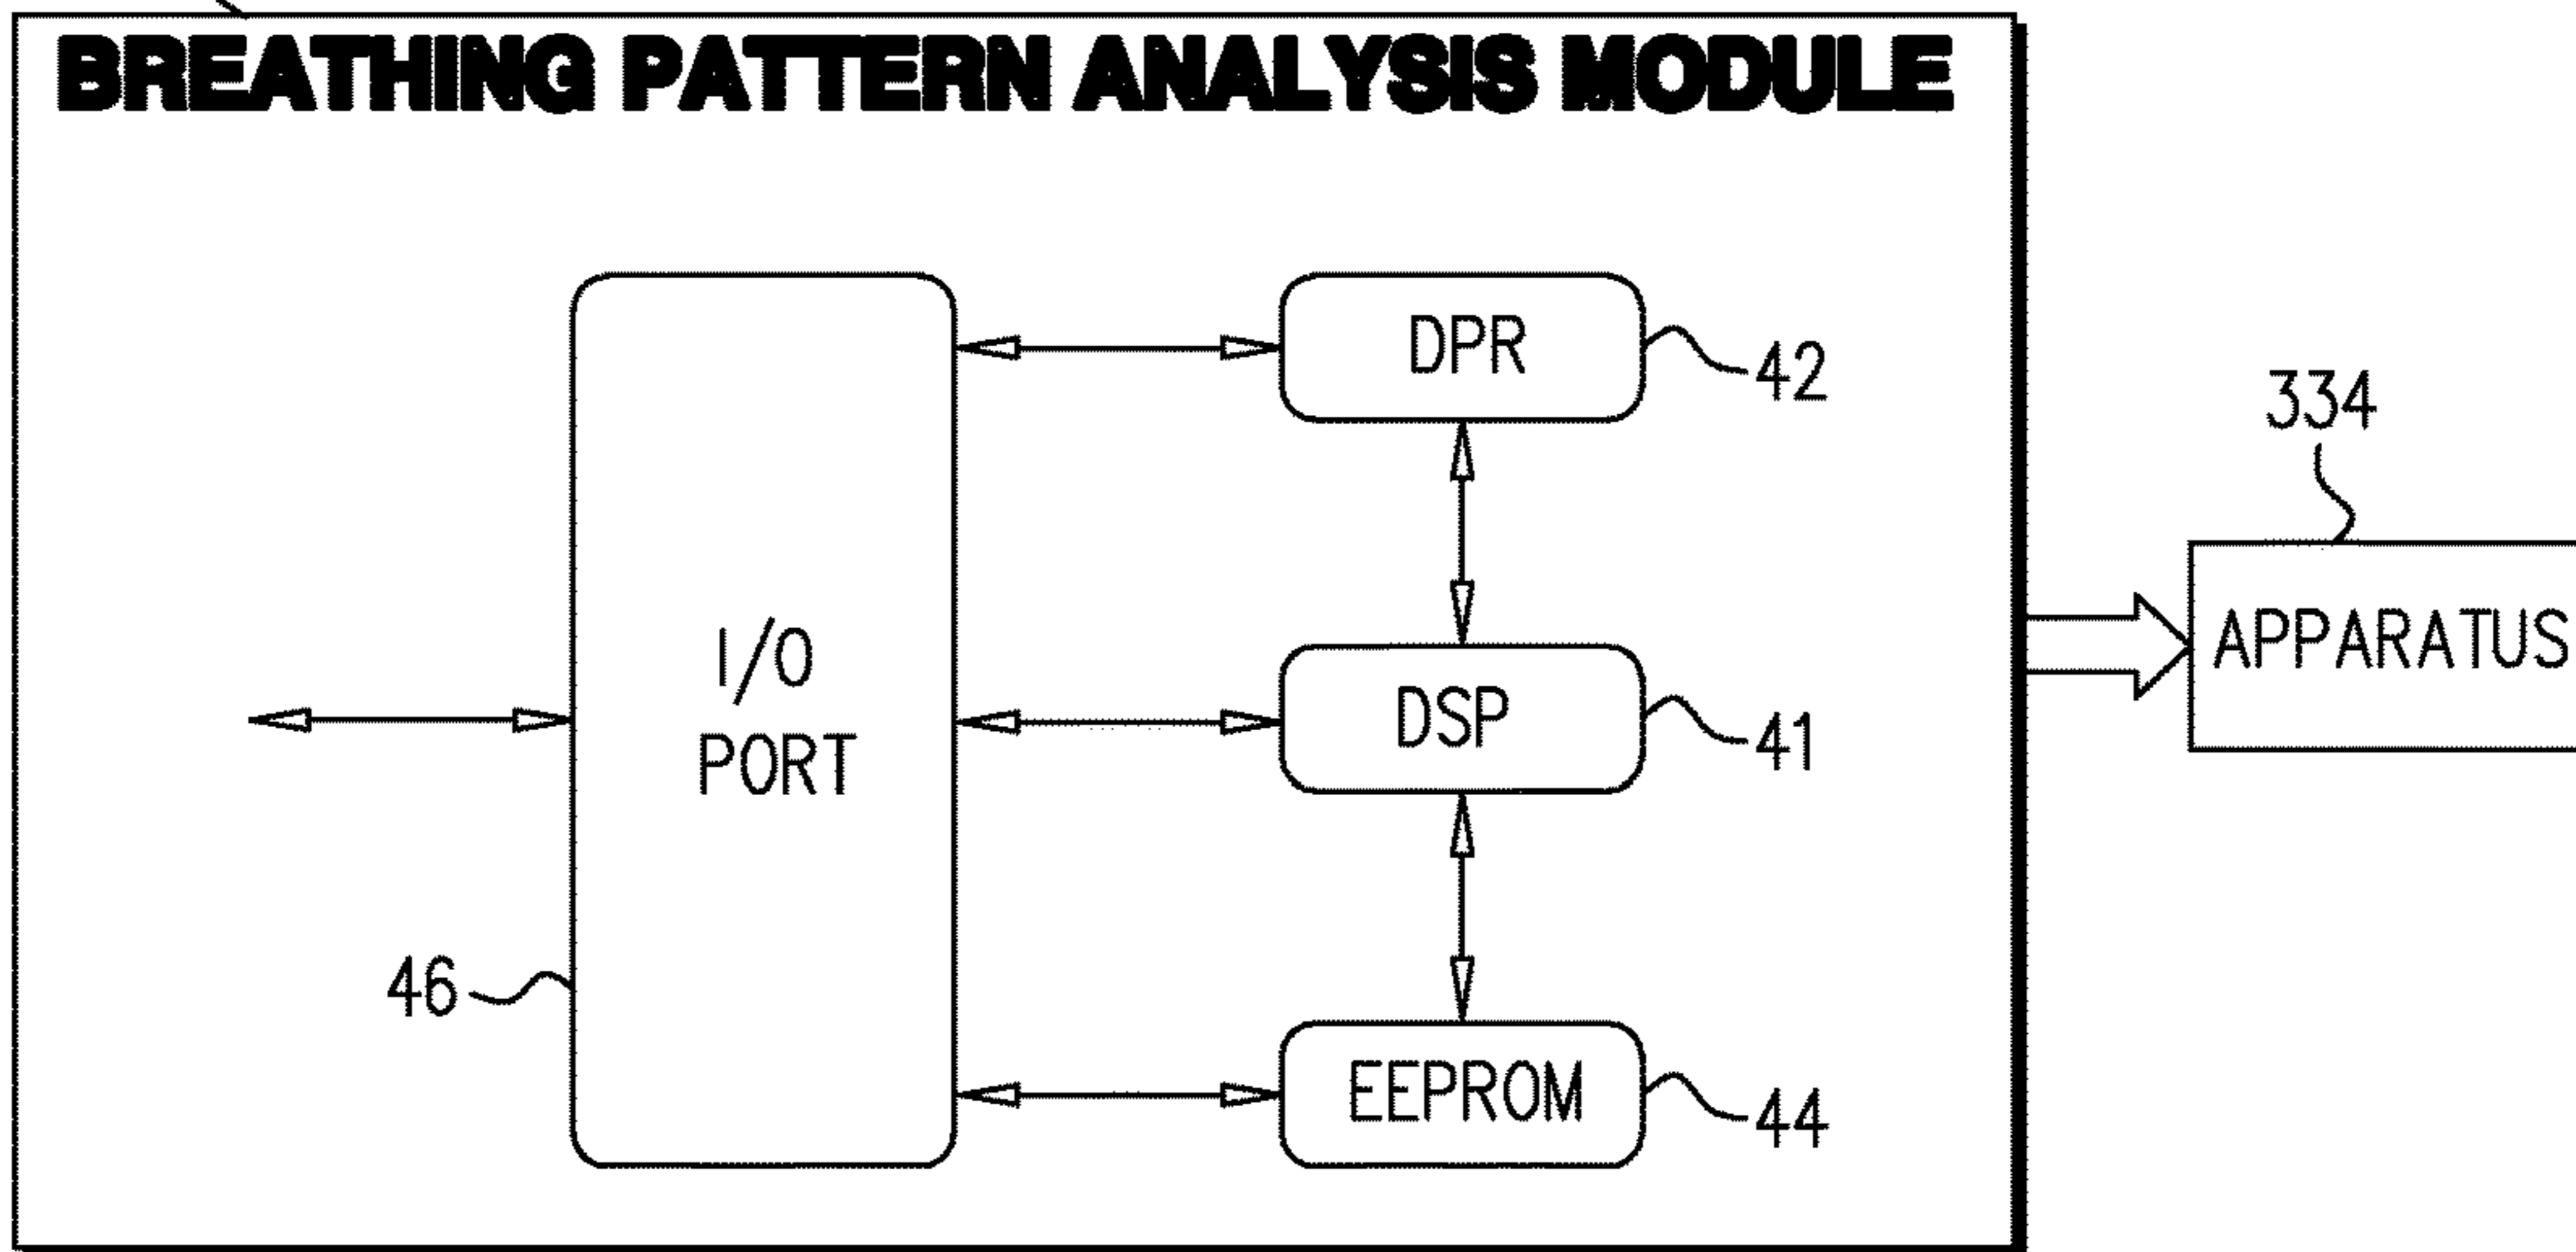 BREATHING PATTERN ANALYSIS MODULE
DPR
42
334
I/O
PORT
DSP
41
APPARATUS
46
EEPROM
44